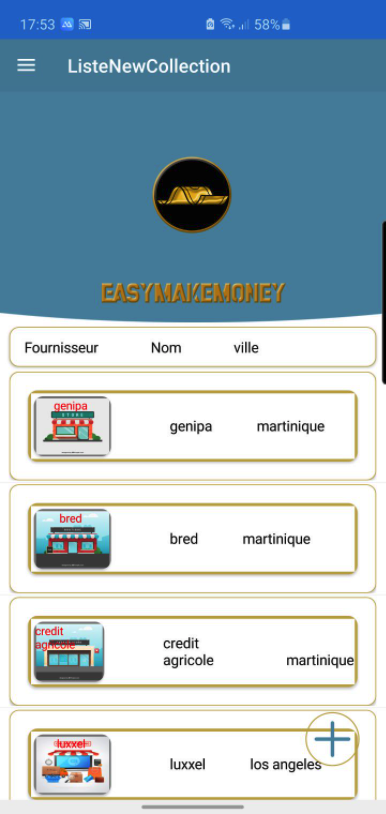 17:53 58%
ListeNewCollection
EASYMAKEMONEY
Fournisseur Nom ville
genipa
STORE
genipa martinique
bred
bred martinique
credit
agricole
credit
agricole martinique
luxxel
luxxel los angeles